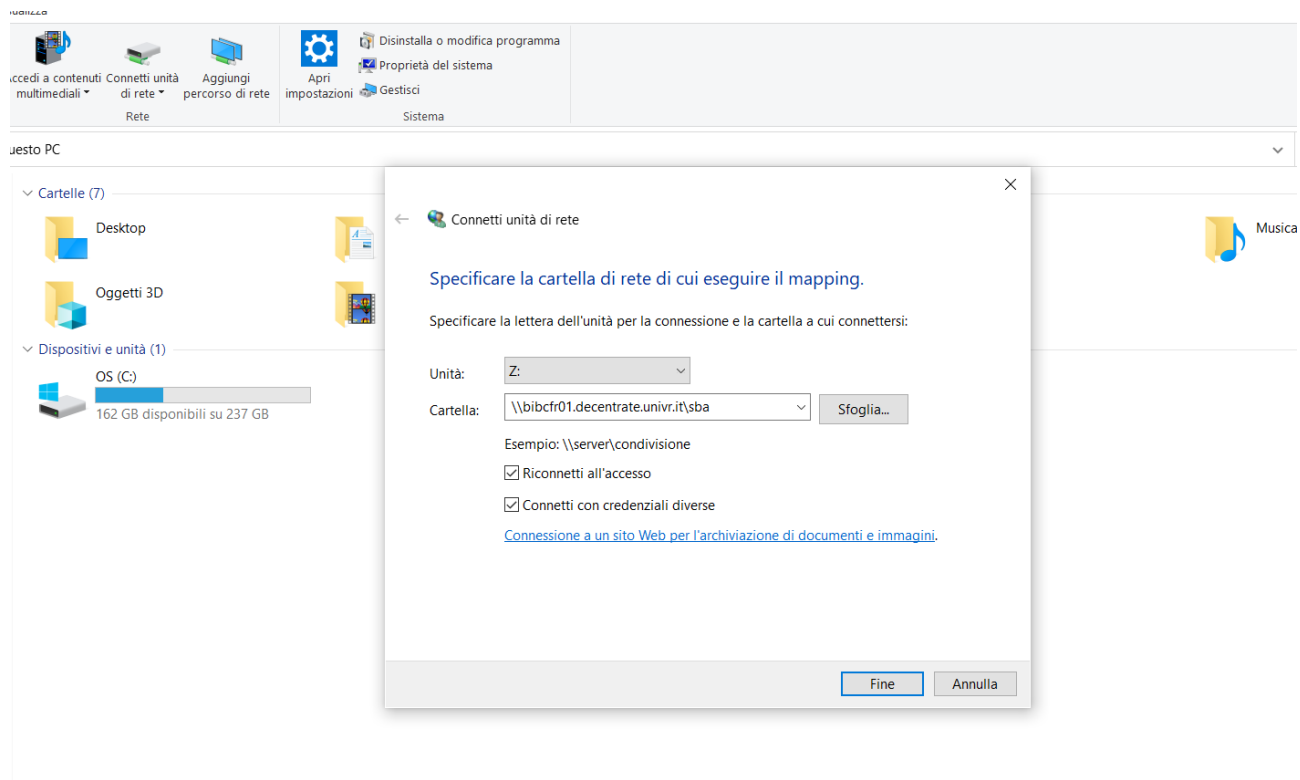 Disinstalla o modifica programma
Proprietà del sistema
Accedi a contenuti Connetti unità Aggiungi Apri
multimediali di rete percorso di rete impostazioni Gestisci
Rete Sistema
uesto PC
Cartelle (7)
Desktop
Musica
Connetti unità di rete
Specificare la cartella di rete di cui eseguire il mapping.
Oggetti 3D
Specificare la lettera dell'unità per la connessione e la cartella a cui connettersi:
Dispositivi e unità (1)
OS (C:)
Unità: Z:
162 GB disponibili su 237 GB
Cartella: \\bibcfr01.decentrate.univr.it\sba Sfoglia...
Esempio: \\server\condivisione
Riconnetti all'accesso
Connetti con credenziali diverse
Connessione a un sito Web per l'archiviazione di documenti e immagini.
Fine Annulla